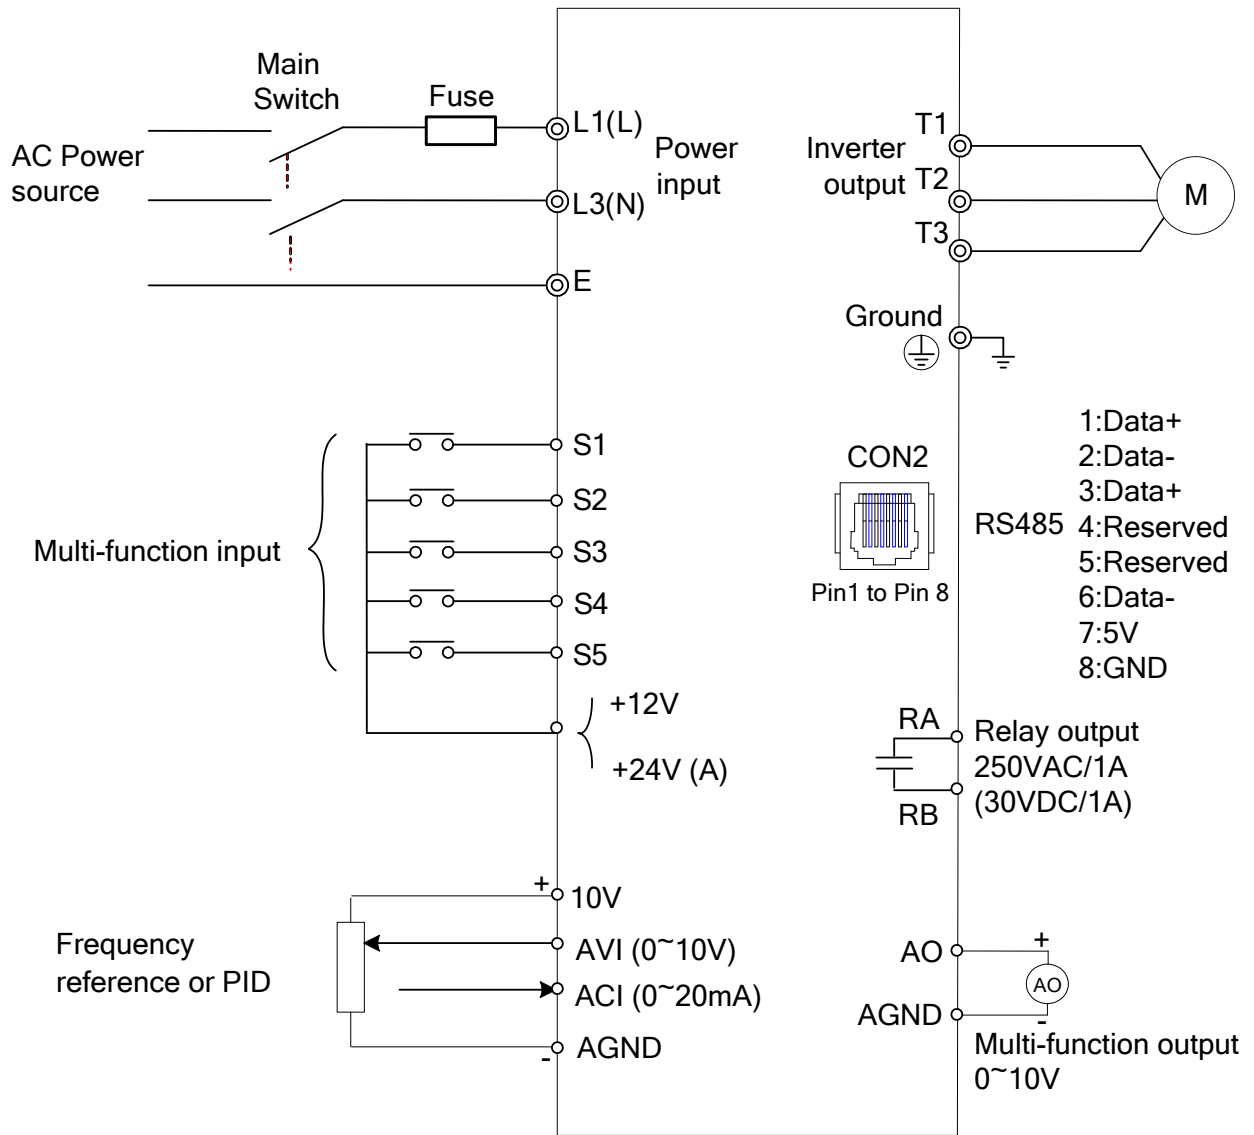 Main
Switch
Fuse
AC Power
source
L1(L)
L3(N)
E
Power
input
Inverter
output
T1
T2
T3
M
Ground
Multi-function input
S1
S2
S3
S4
S5
+12V
+24V (A)
CON2
Pin1 to Pin 8
RS485
1:Data+
2:Data-
3:Data+
4:Reserved
5:Reserved
6:Data-
7:5V
8:GND
RA
RB
Relay output
250VAC/1A
(30VDC/1A)
Frequency
reference or PID
+
10V
AVI (0~10V)
ACI (0~20mA)
-
AGND
AO
AGND
+
AO
-
Multi-function output
0~10V